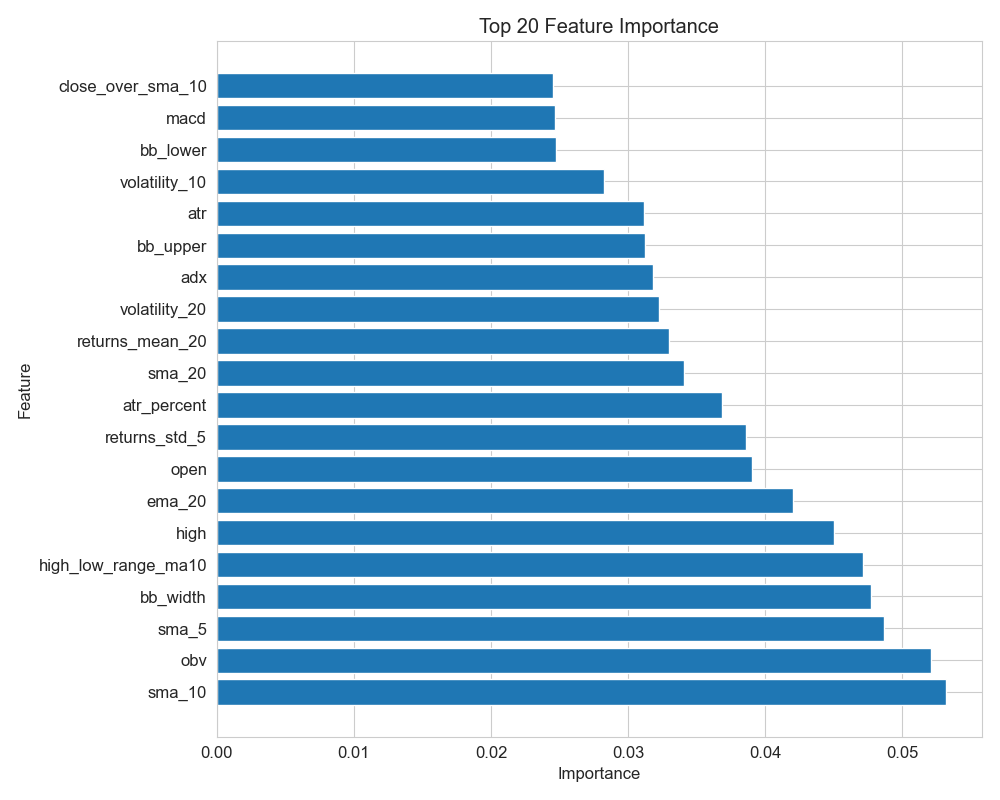 Top 20 Feature Importance
close_over_sma_10
macd
bb_lower
volatility_10
atr
bb_upper
adx
volatility_20
returns_mean_20
sma_20
atr_percent
returns_std_5
open
ema_20
high
high_low_range_ma10
bb_width
sma_5
obv
sma_10
Feature
0.00 0.01 0.02 0.03 0.04 0.05
Importance